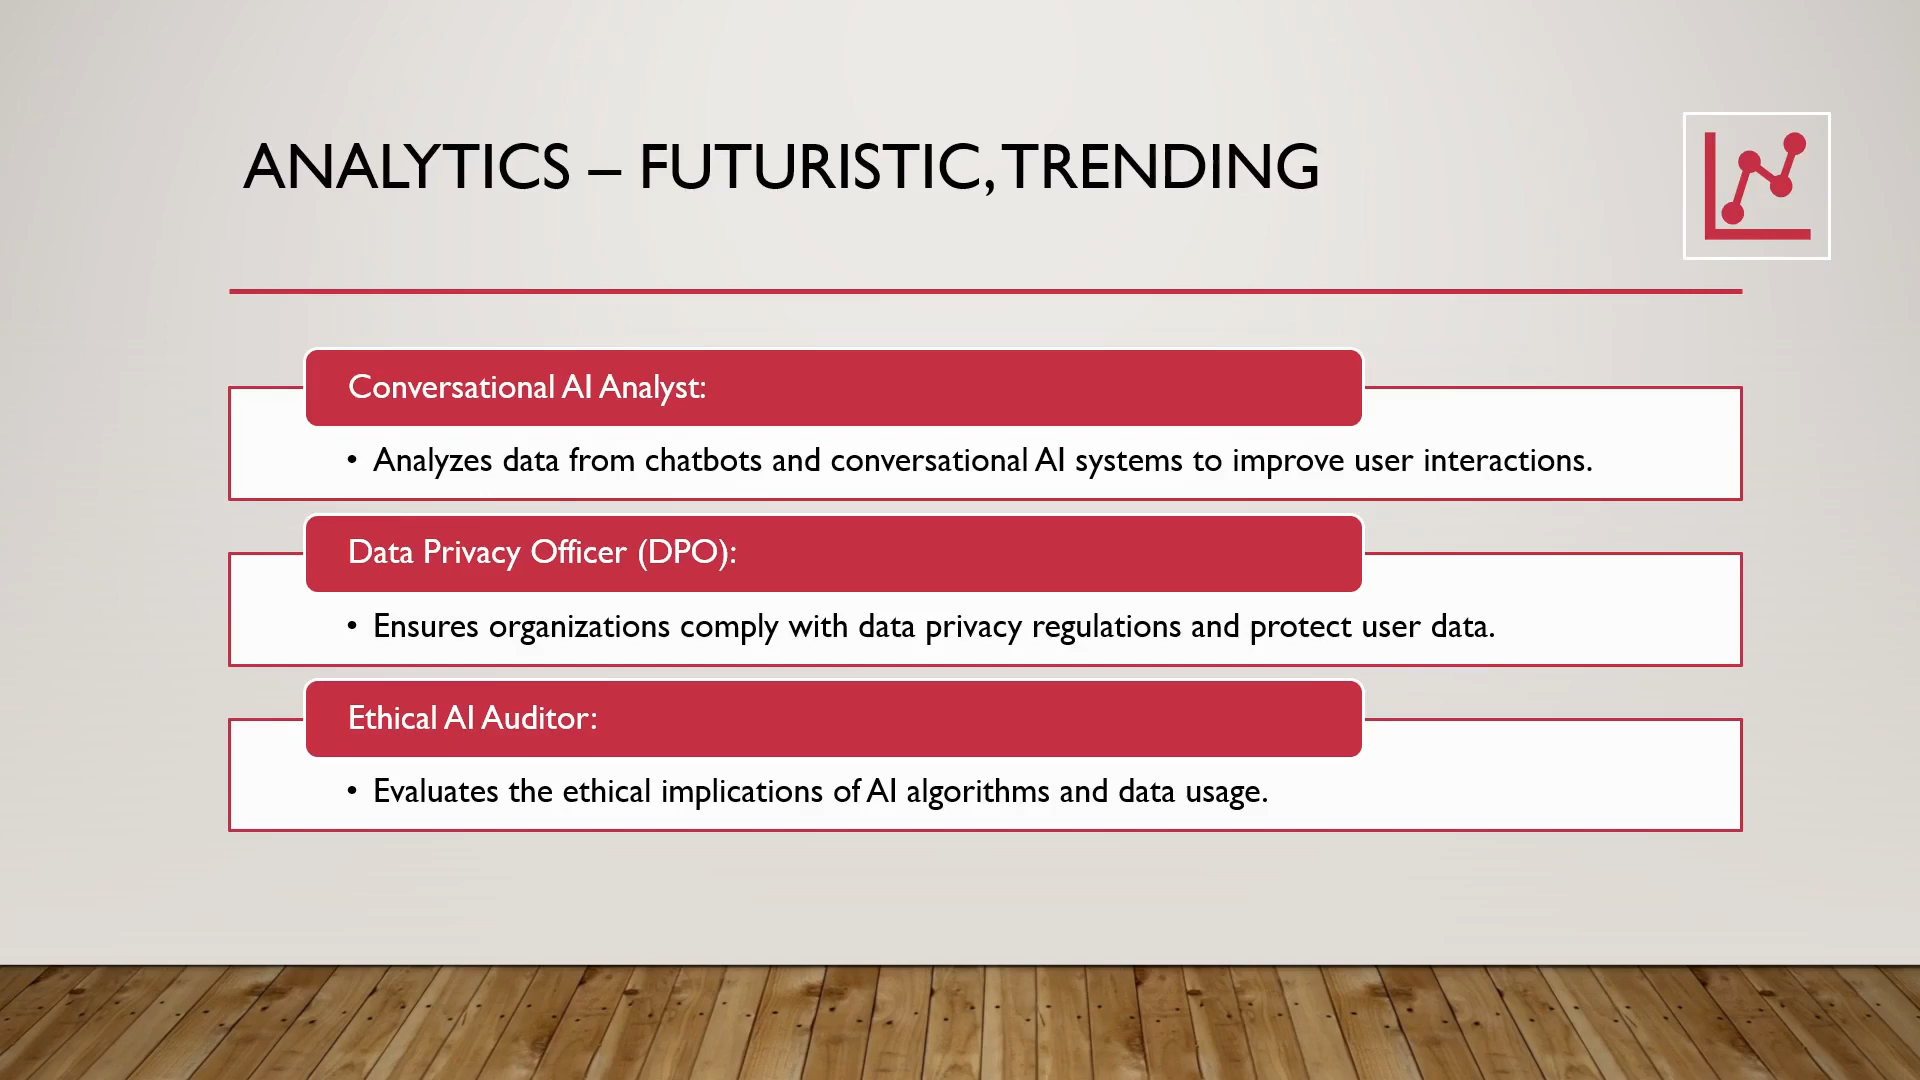 ANALYTICS – FUTURISTIC, TRENDING
Conversational AI Analyst:
• Analyzes data from chatbots and conversational AI systems to improve user interactions.
Data Privacy Officer (DPO):
• Ensures organizations comply with data privacy regulations and protect user data.
Ethical AI Auditor:
• Evaluates the ethical implications of AI algorithms and data usage.